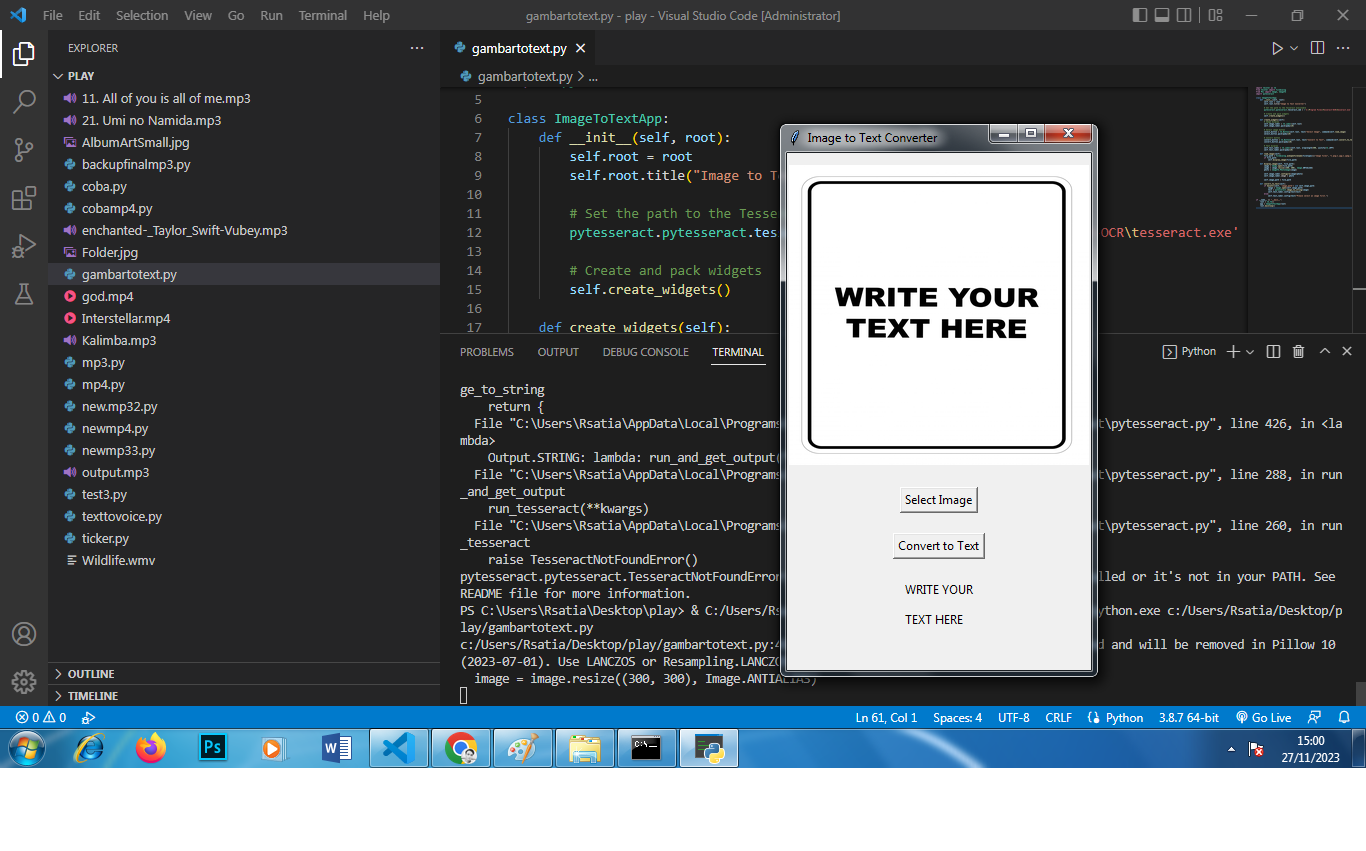 File Edit Selection View Go Run Terminal Help
gambartotext.py - play - Visual Studio Code [Administrator]
EXPLORER
PLAY
11. All of you is all of me.mp3
21. Umi no Namida.mp3
AlbumArtSmall.jpg
backupfinalmp3.py
coba.py
cobamp4.py
enchanted-_Taylor_Swift-Vubey.mp3
Folder.jpg
gambartotext.py
god.mp4
Interstellar.mp4
Kalimba.mp3
mp3.py
mp4.py
new.mp32.py
newmp4.py
newmp33.py
output.mp3
test3.py
texttovoice.py
ticker.py
Wildlife.wmv
OUTLINE
TIMELINE
gambartotext.py
gambartotext.py > ...
5
6 class ImageToTextApp:
7 def __init__(self, root):
8 self.root = root
9 self.root.title("Image to Te
10
11 # Set the path to the Tesse
12 pytesseract.pytesseract.tes OCR\tesseract.exe'
13
14 # Create and pack widgets
15 self.create_widgets()
16
17 def create_widgets(self):
PROBLEMS OUTPUT DEBUG CONSOLE TERMINAL
Python
ge_to_string
return {
File "C:\Users\Rsatia\AppData\Local\Programs t\pytesseract.py", line 426, in <la
mbda>
Output.STRING: lambda: run_and_get_output(
File "C:\Users\Rsatia\AppData\Local\Programs t\pytesseract.py", line 288, in run
_and_get_output
run_tesseract(**kwargs)
File "C:\Users\Rsatia\AppData\Local\Programs t\pytesseract.py", line 260, in run
_tesseract
raise TesseractNotFoundError()
pytesseract.pytesseract.TesseractNotFoundError lled or it's not in your PATH. See
README file for more information.
PS C:\Users\Rsatia\Desktop\play> & C:/Users/Rs ython.exe c:/Users/Rsatia/Desktop/p
lay/gambartotext.py
c:/Users/Rsatia/Desktop/play/gambartotext.py:4 d and will be removed in Pillow 10
(2023-07-01). Use LANCZOS or Resampling.LANCZO
image = image.resize((300, 300), Image.ANTIALIAS)
Image to Text Converter
WRITE YOUR
TEXT HERE
Select Image
Convert to Text
WRITE YOUR
TEXT HERE
0 0
Ln 61, Col 1 Spaces: 4 UTF-8 CRLF Python 3.8.7 64-bit Go Live
Ps
W
C:\_
15:00
27/11/2023